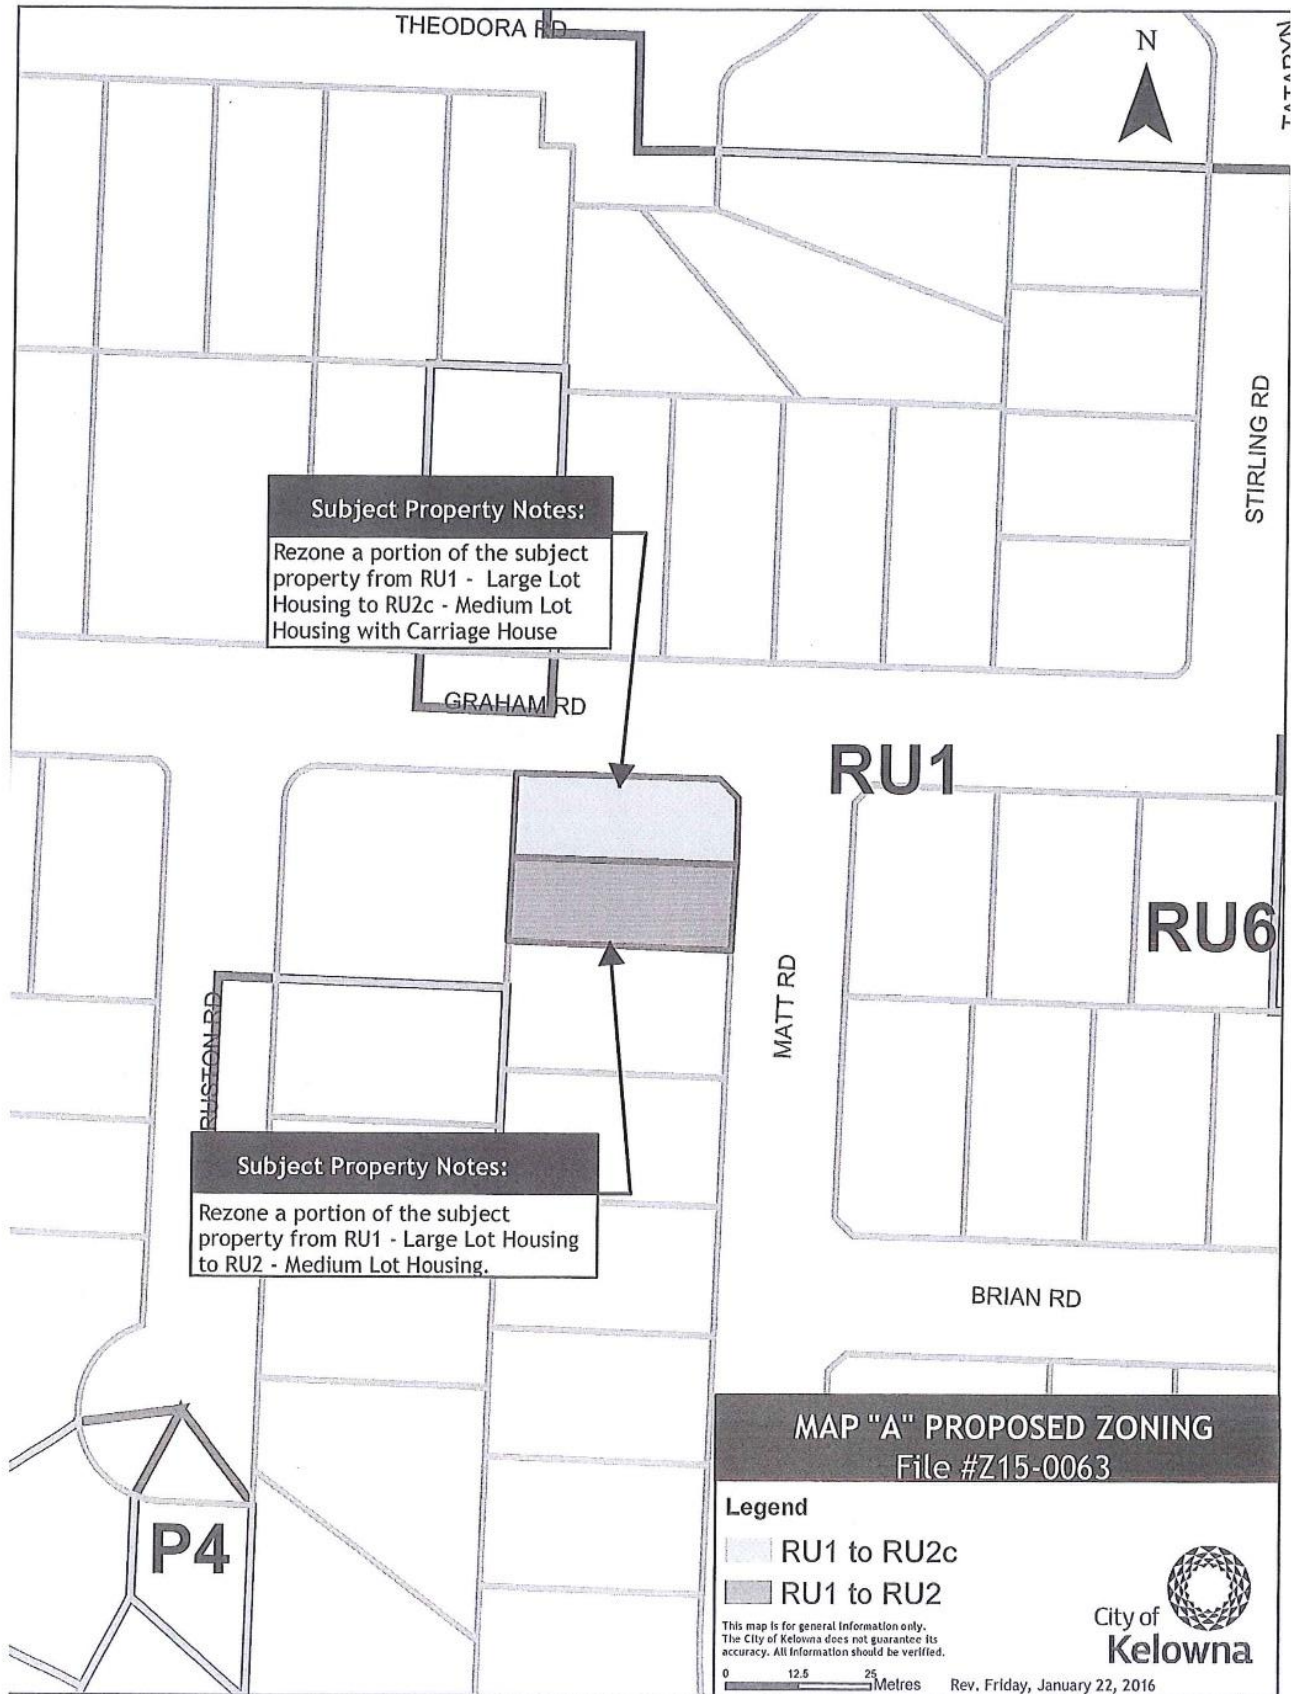 THEODORA RD
N
STIRLING RD
Subject Property Notes:
Rezone a portion of the subject
property from RU1 - Large Lot
Housing to RU2c - Medium Lot
Housing with Carriage House
GRAHAM RD
RU1
RU6
MATT RD
RUSTON RD
Subject Property Notes:
Rezone a portion of the subject
property from RU1 - Large Lot Housing
to RU2 - Medium Lot Housing.
BRIAN RD
P4
MAP "A" PROPOSED ZONING
File #Z15-0063
Legend
RU1 to RU2c
RU1 to RU2
This map is for general information only.
The City of Kelowna does not guarantee its
accuracy. All information should be verified.
City of
Kelowna
0 12.5 25 Metres
Rev. Friday, January 22, 2016